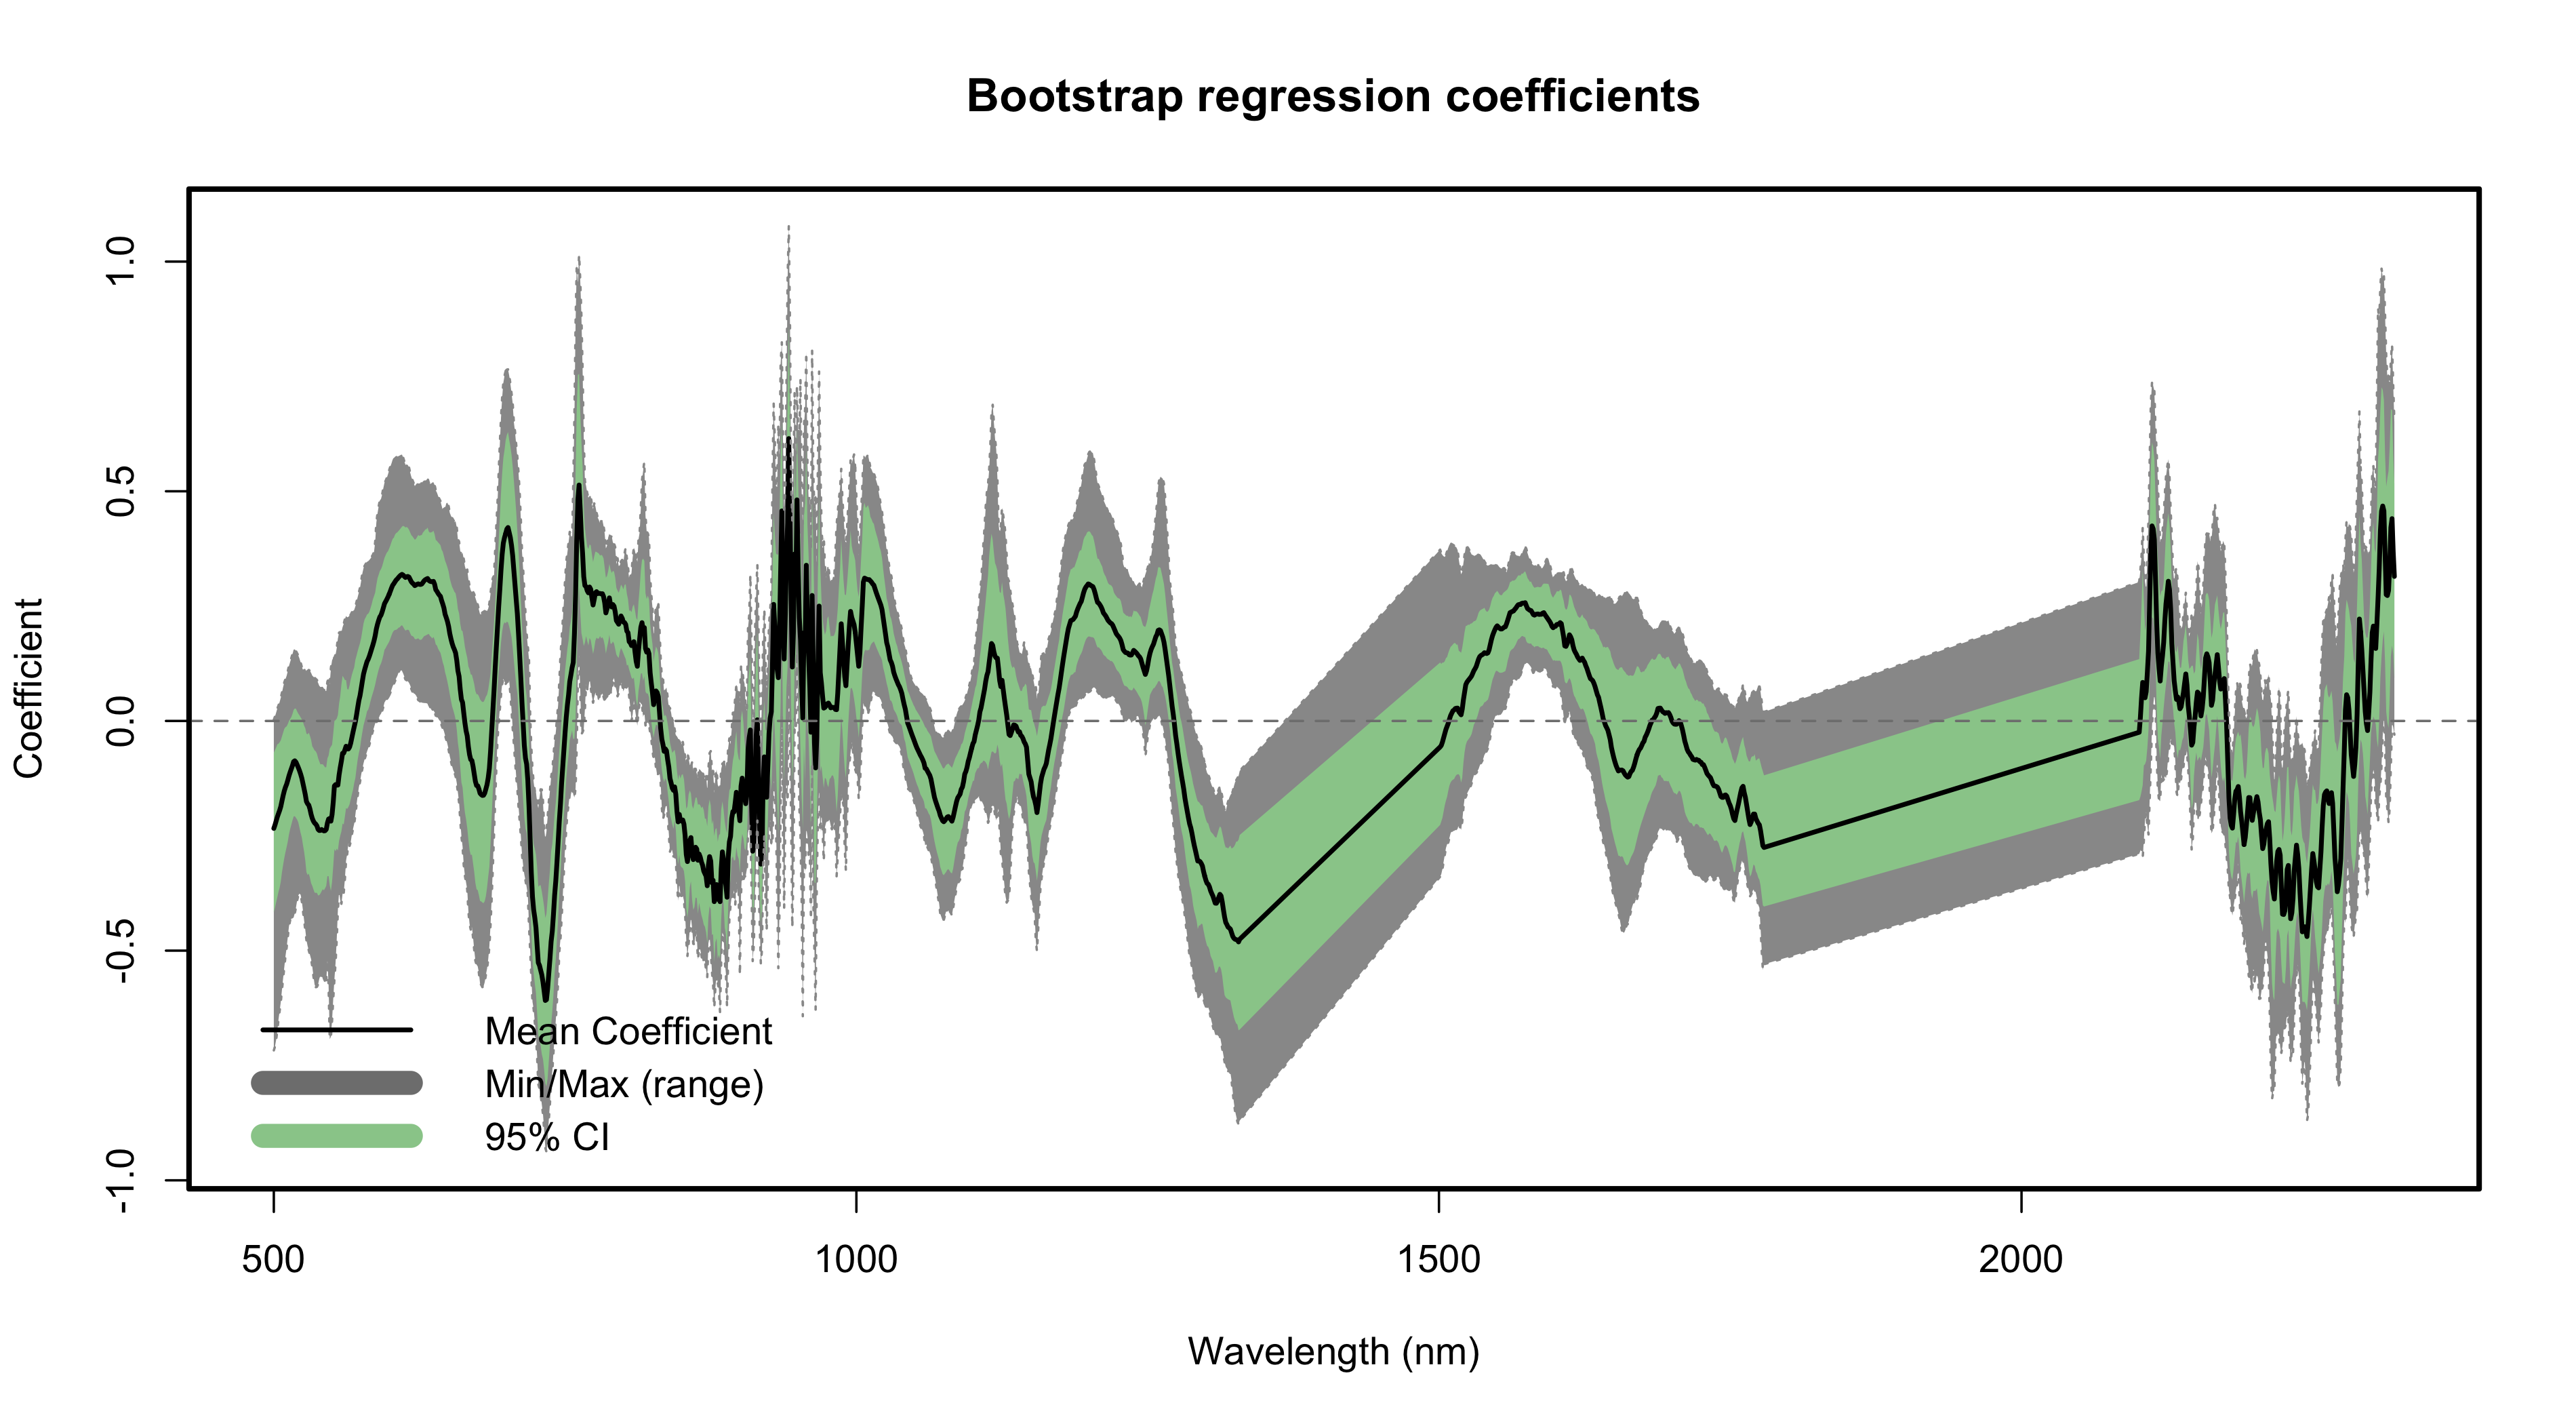 Bootstrap regression coefficients
Coefficient
1.0
0.5
0.0
-0.5
-1.0
Mean Coefficient
Min/Max (range)
95% CI
500 1000 1500 2000
Wavelength (nm)